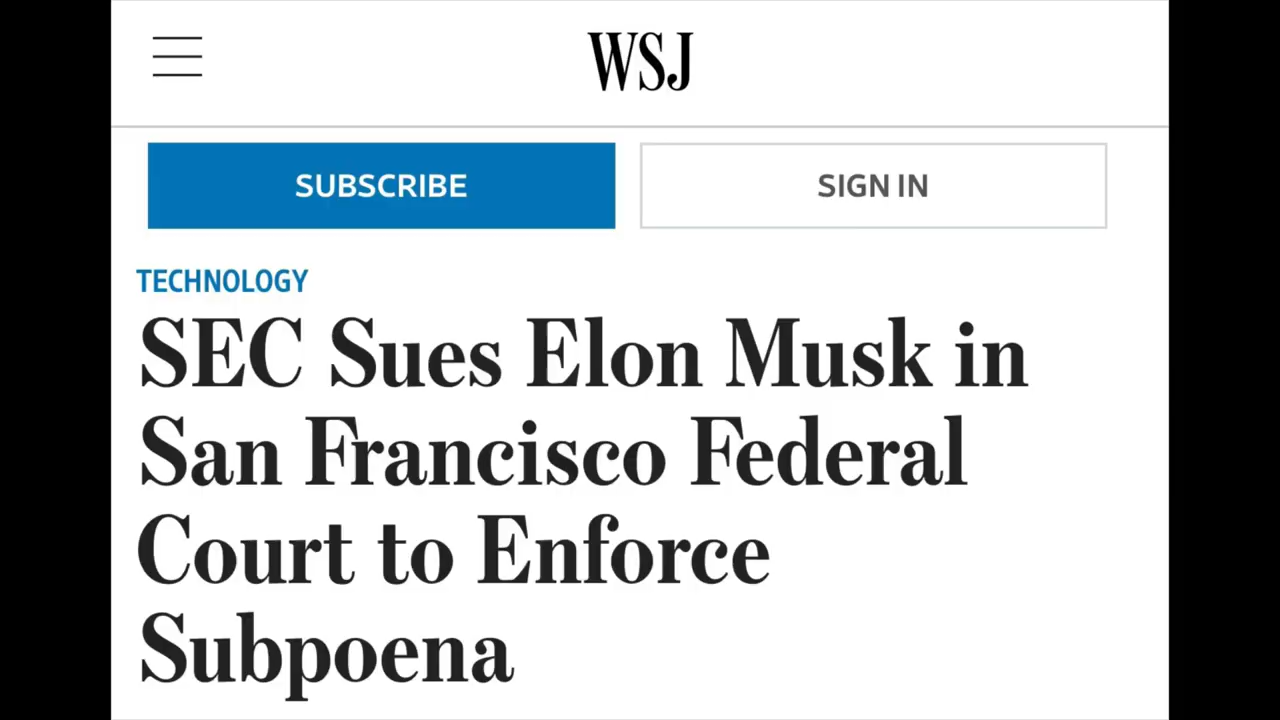 WSJ
SUBSCRIBE
SIGN IN
TECHNOLOGY
SEC Sues Elon Musk in
San Francisco Federal
Court to Enforce
Subpoena